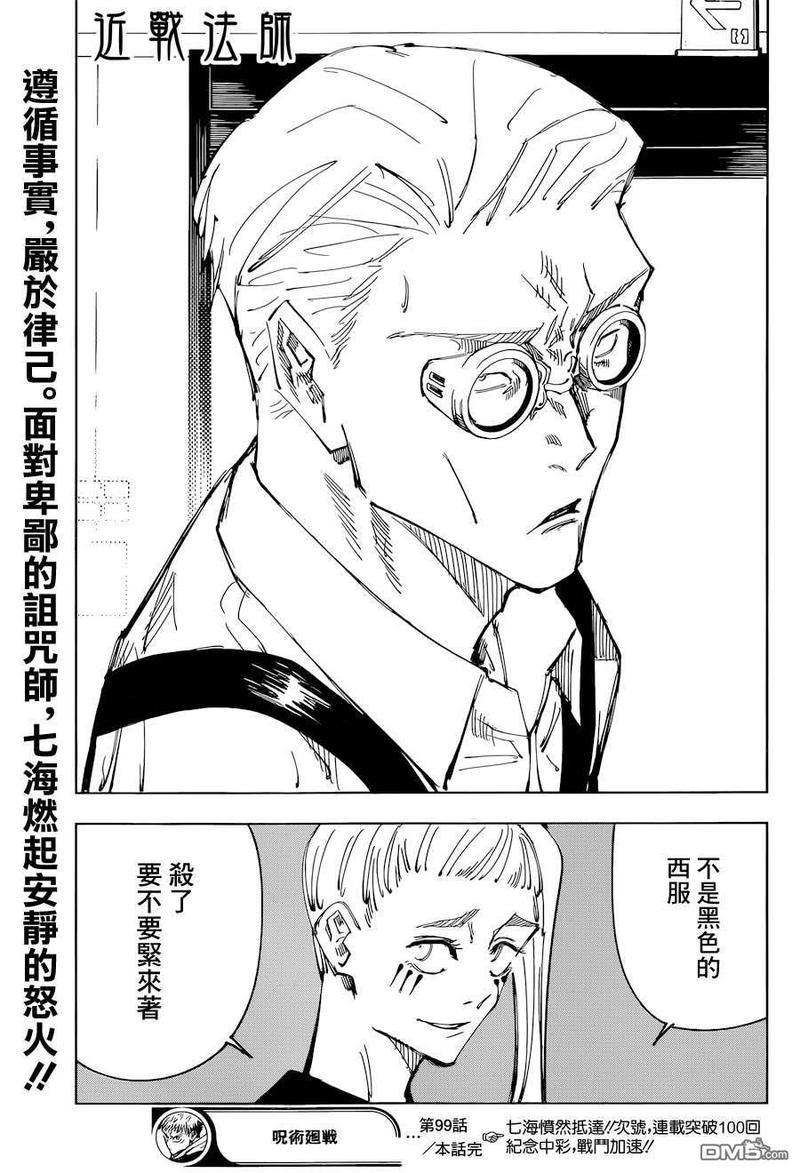 近戰法師
遵循事實，嚴於律己。面對卑鄙的詛咒師，七海燃起安靜的怒火！！
不是黑色的
西服
殺了
要不要緊來著
呪術廻戦
…
第99話
／本話完
☞
七海憤然抵達!!次號，連載突破100回
紀念中彩，戰鬥加速!!
DM5.com